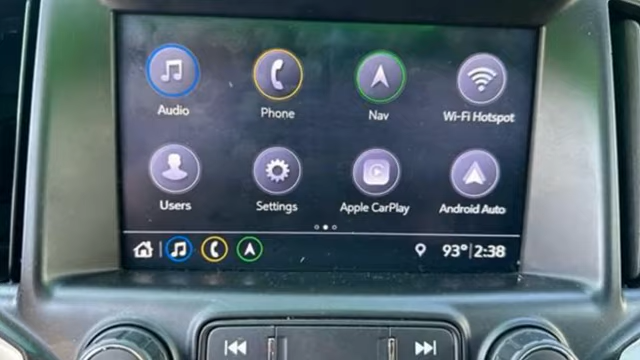 Audio Phone Nav Wi-Fi Hotspot
Users Settings Apple CarPlay Android Auto
93° 2:38